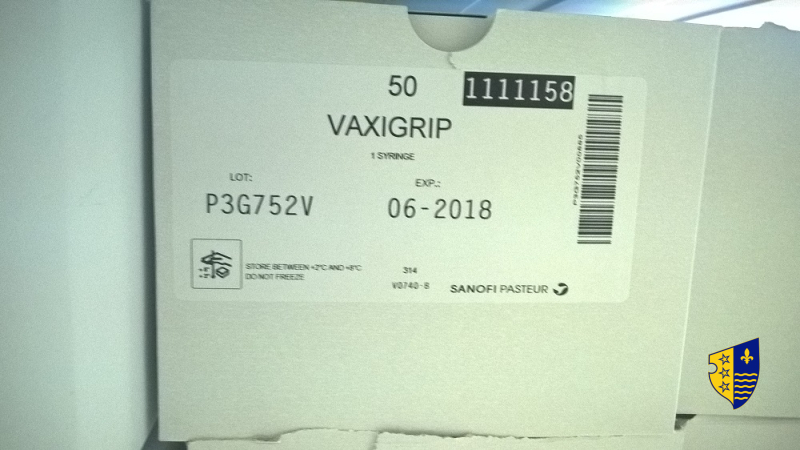 50
1111158
VAXIGRIP
1 SYRINGE
LOT:
EXP.:
P3G752V
06-2018
STORE BETWEEN +2°C AND +8°C
DO NOT FREEZE
314
V0740-8
SANOFI PASTEUR